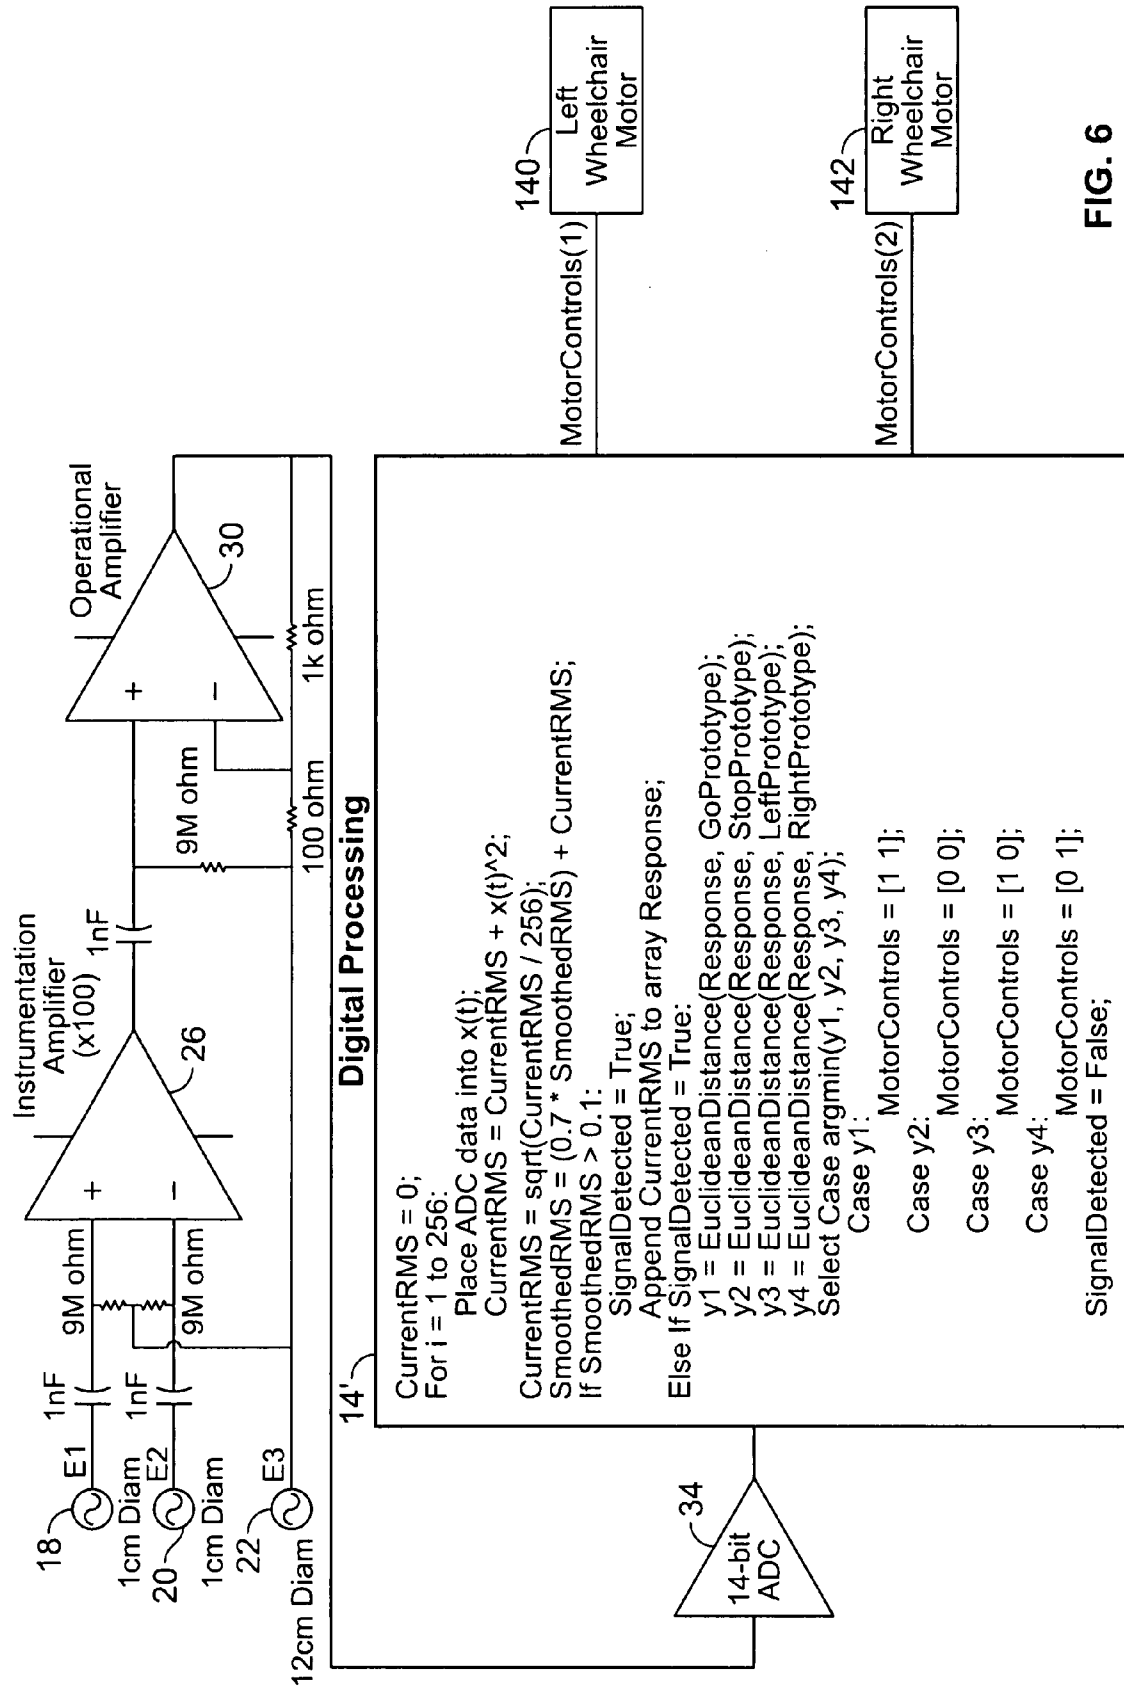 Instrumentation
Amplifier
(x100)
Operational
Amplifier
18
E1
1nF
9M ohm
+
26
1nF
+
30
1cm Diam
20
E2
1nF
9M ohm
−
9M ohm
−
1cm Diam
22
E3
100 ohm
1k ohm
12cm Diam
14'
Digital Processing
CurrentRMS = 0;
For i = 1 to 256:
Place ADC data into x(t);
CurrentRMS = CurrentRMS + x(t)^2;
CurrentRMS = sqrt(CurrentRMS / 256);
SmoothedRMS = (0.7 * SmoothedRMS) + CurrentRMS;
If SmoothedRMS > 0.1:
SignalDetected = True;
Append CurrentRMS to array Response;
Else If SignalDetected = True:
y1 = EuclideanDistance(Response, GoPrototype);
y2 = EuclideanDistance(Response, StopPrototype);
y3 = EuclideanDistance(Response, LeftPrototype);
y4 = EuclideanDistance(Response, RightPrototype);
Select Case argmin(y1, y2, y3, y4);
Case y1:
MotorControls = [1 1];
Case y2:
MotorControls = [0 0];
Case y3:
MotorControls = [1 0];
Case y4:
MotorControls = [0 1];
SignalDetected = False;
34
14-bit
ADC
MotorControls(1)
140
Left
Wheelchair
Motor
MotorControls(2)
142
Right
Wheelchair
Motor
FIG. 6